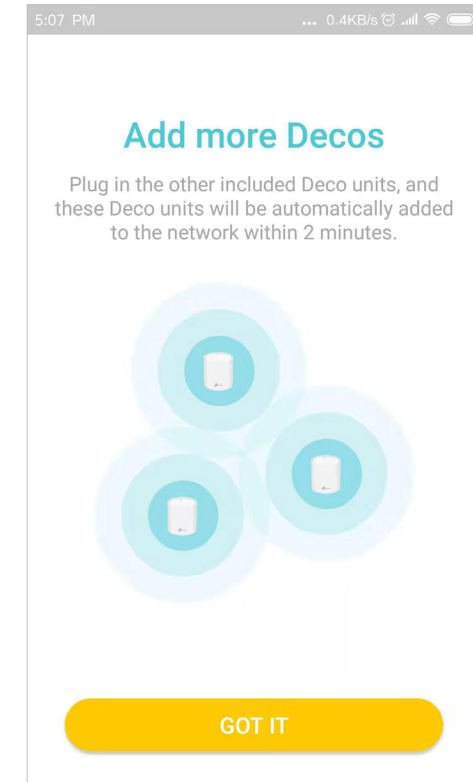 5:07 PM ... 0.4KB/s
Add more Decos
Plug in the other included Deco units, and
these Deco units will be automatically added
to the network within 2 minutes.
GOT IT